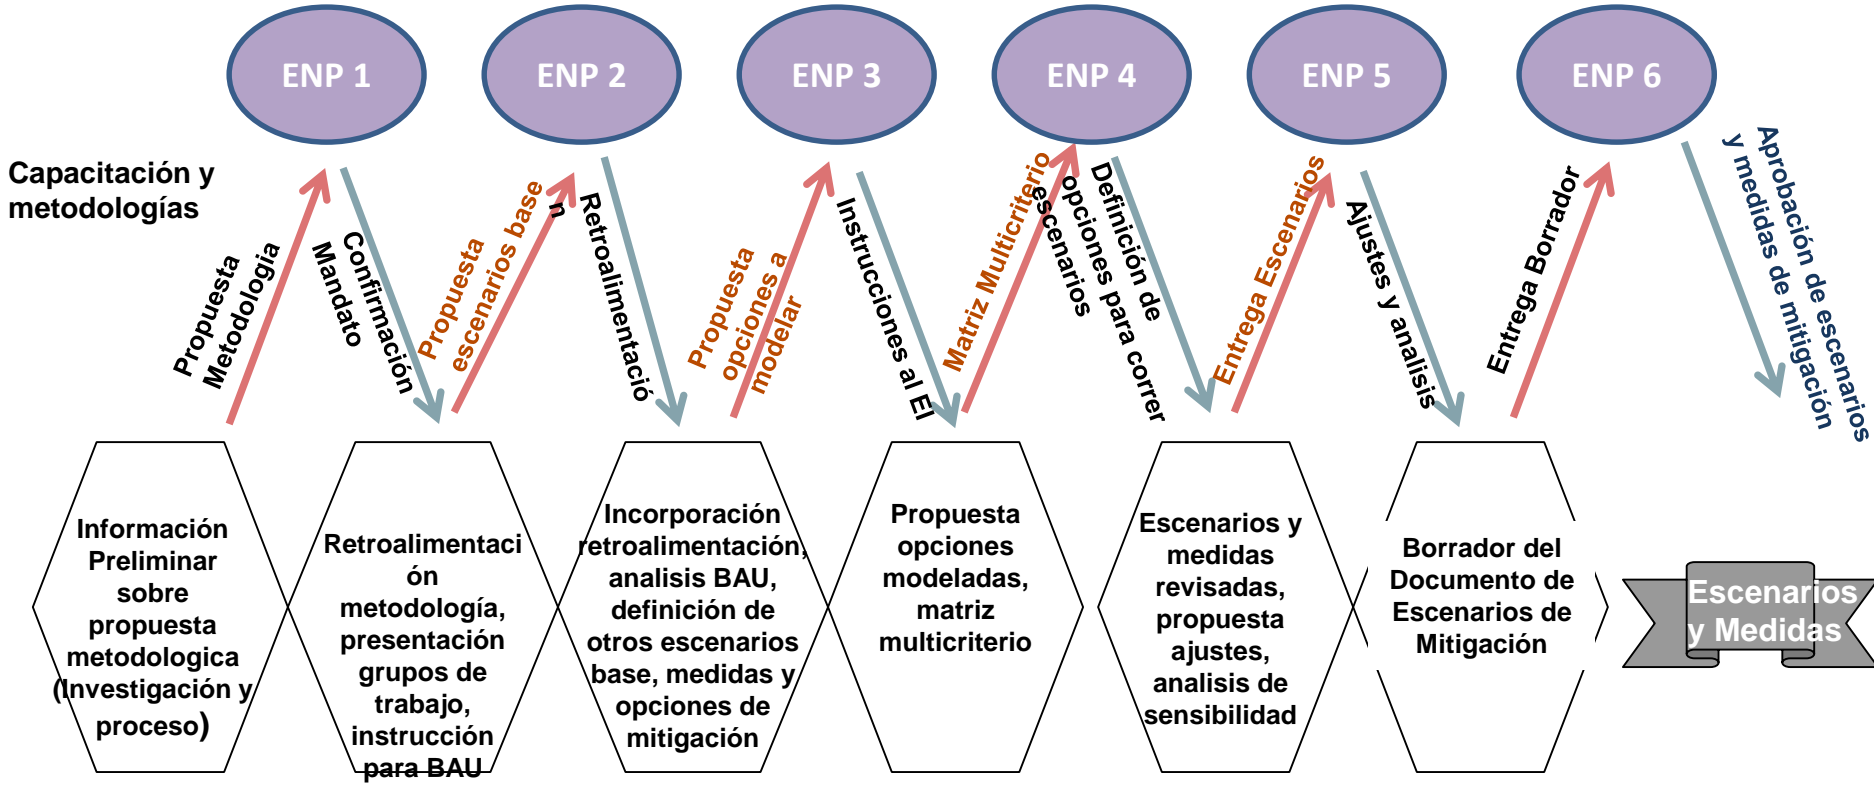 ENP 1
ENP 2
ENP 3
ENP 4
ENP 5
ENP 6
Capacitación y
metodologías
Propuesta
Metodologia
Confirmación
Mandato
Propuesta
escenarios base
Retroalimentació
n
Propuesta
opciones a
modelar
Instrucciones al EI
Matriz Multicriterio
Definición de
opciones para correr
escenarios
Entrega Escenarios
Ajustes y analisis
Entrega Borrador
Aprobación de escenarios
y medidas de mitigación
Información
Preliminar
sobre
propuesta
metodologica
(Investigación y
proceso)
Retroalimentaci
ón
metodología,
presentación
grupos de
trabajo,
instrucción
para BAU
Incorporación
retroalimentación,
analisis BAU,
definición de
otros escenarios
base, medidas y
opciones de
mitigación
Propuesta
opciones
modeladas,
matriz
multicriterio
Escenarios y
medidas
revisadas,
propuesta
ajustes,
analisis de
sensibilidad
Borrador del
Documento de
Escenarios de
Mitigación
Escenarios
y Medidas